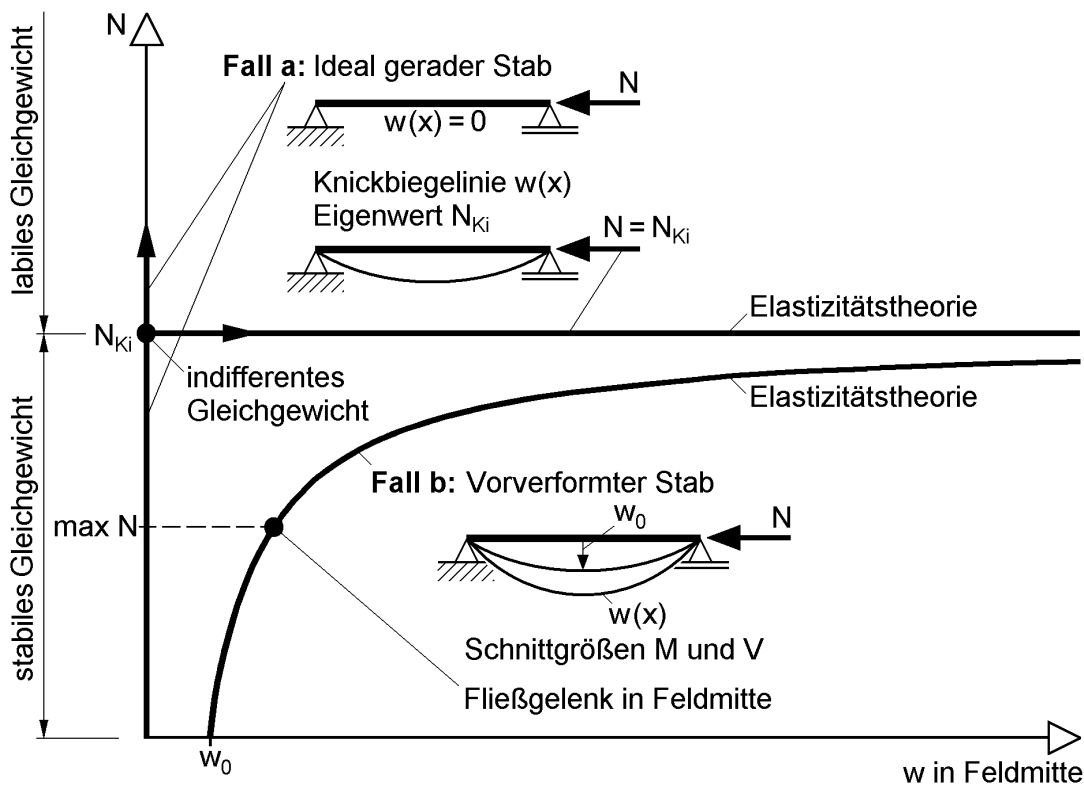 N
Fall a: Ideal gerader Stab
N
w(x) = 0
labiles Gleichgewicht
Knickbiegelinie w(x)
Eigenwert N_Ki
N = N_Ki
N_Ki
Elastizitätstheorie
indifferentes
Gleichgewicht
Elastizitätstheorie
stabiles Gleichgewicht
Fall b: Vorverformter Stab
max N
w_0
N
w(x)
Schnittgrößen M und V
Fließgelenk in Feldmitte
w_0
w in Feldmitte